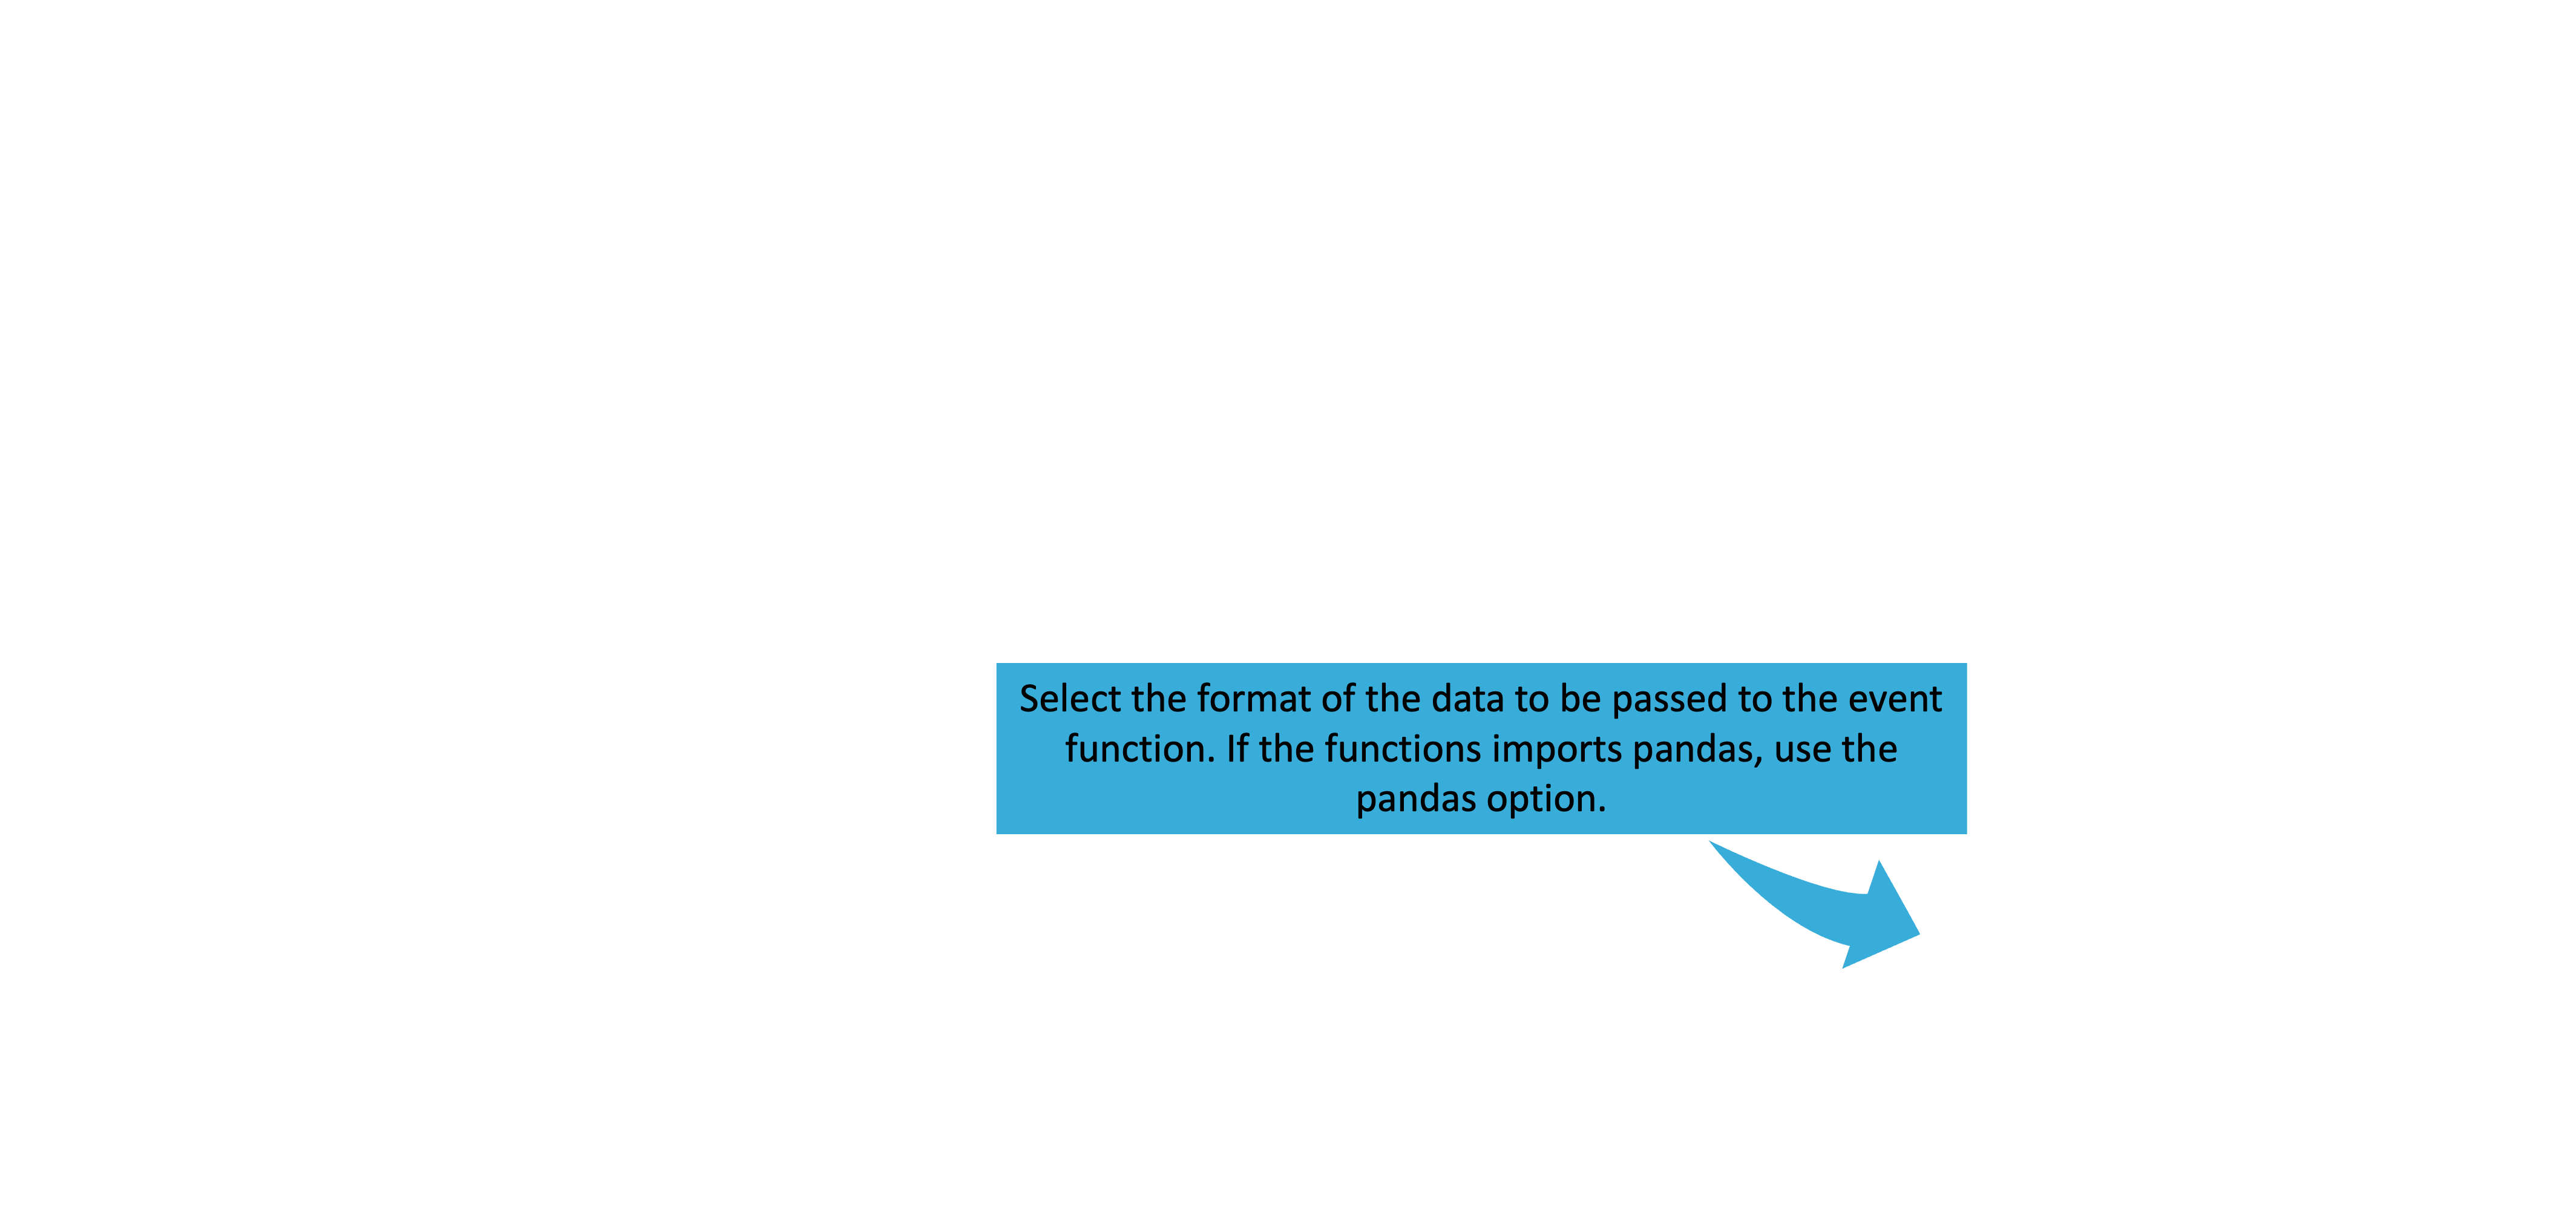 Select the format of the data to be passed to the event
function. If the functions imports pandas, use the
pandas option.